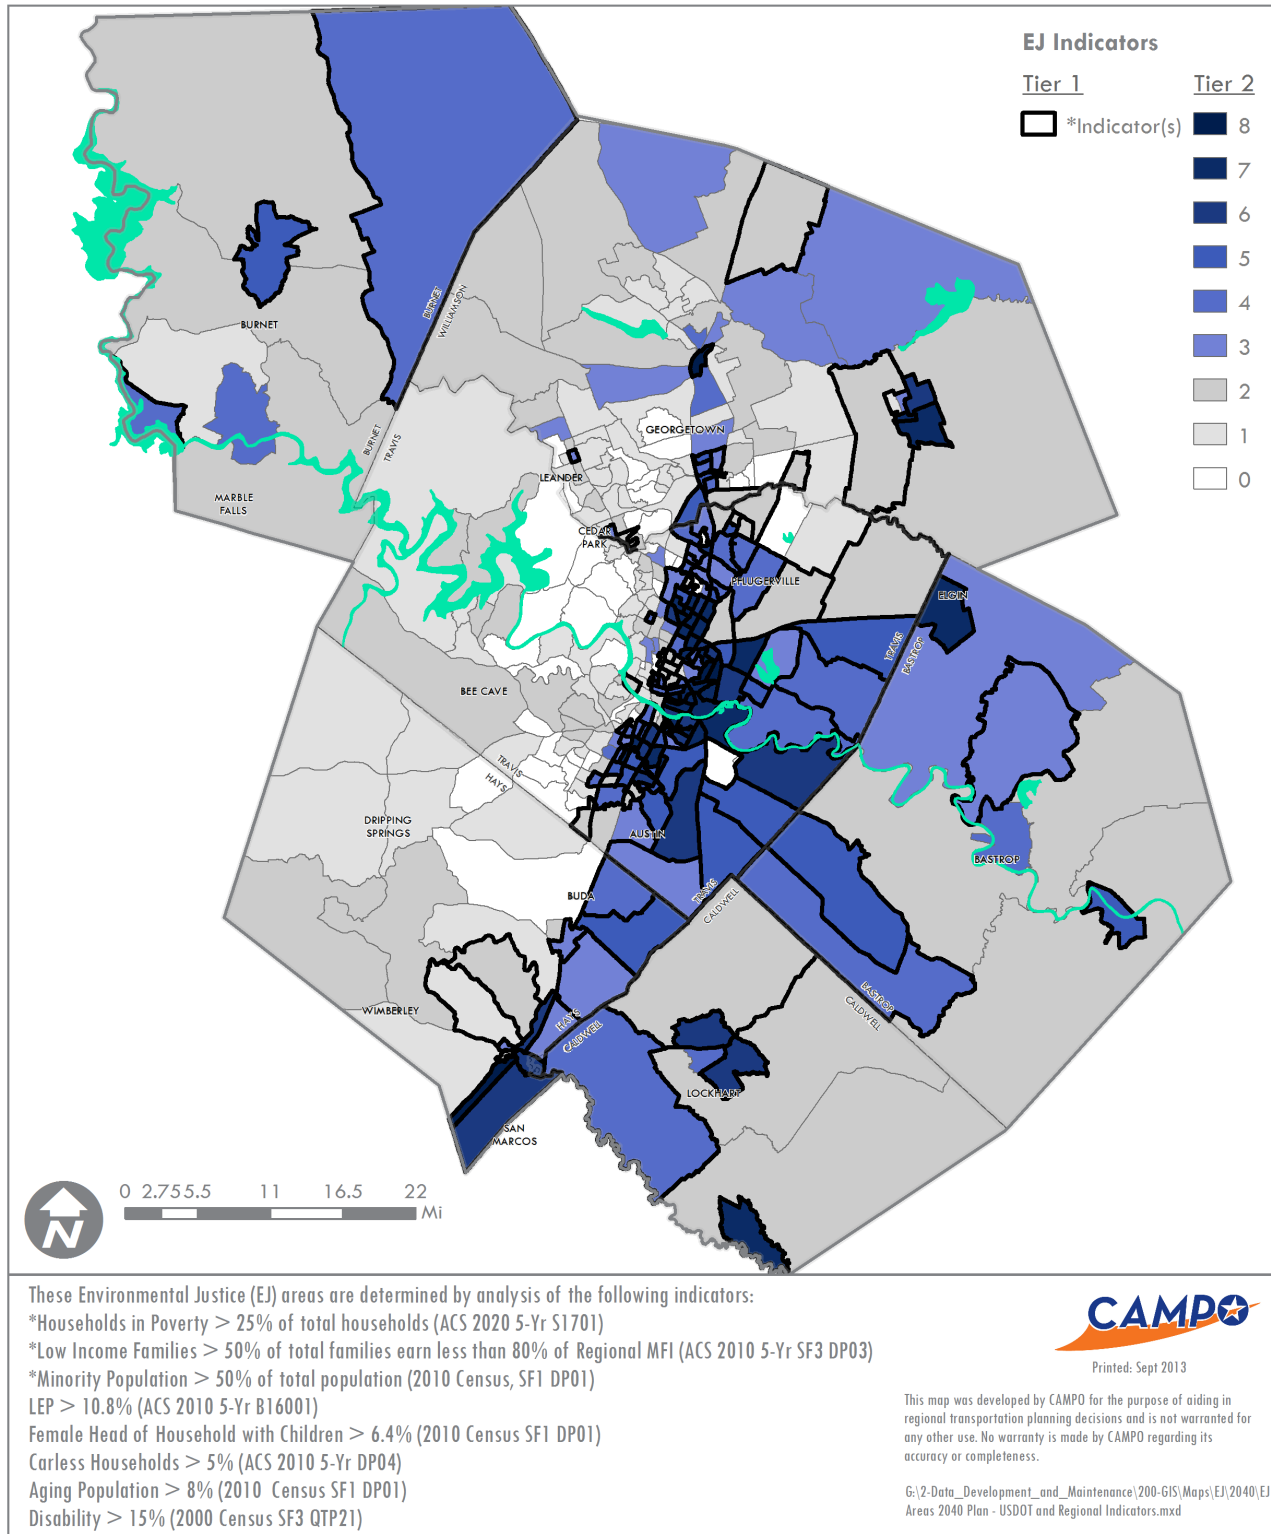 EJ Indicators
Tier 1
Tier 2
*Indicator(s)
8
7
6
5
4
3
2
1
0
BURNET
WILLIAMSON
BURNET
BURNET
TRAVIS
GEORGETOWN
LEANDER
MARBLE
FALLS
CEDAR
PARK
PFLUGERVILLE
ELGIN
TRAVIS
BASTROP
BEE CAVE
TRAVIS
HAYS
DRIPPING
SPRINGS
AUSTIN
BASTROP
BUDA
TRAVIS
CALDWELL
BASTROP
CALDWELL
WIMBERLEY
HAYS
CALDWELL
LOCKHART
SAN
MARCOS
0 2.75 5.5 11 16.5 22
Mi
N
These Environmental Justice (EJ) areas are determined by analysis of the following indicators:
*Households in Poverty > 25% of total households (ACS 2020 5-Yr S1701)
*Low Income Families > 50% of total families earn less than 80% of Regional MFI (ACS 2010 5-Yr SF3 DP03)
*Minority Population > 50% of total population (2010 Census, SF1 DP01)
LEP > 10.8% (ACS 2010 5-Yr B16001)
Female Head of Household with Children > 6.4% (2010 Census SF1 DP01)
Carless Households > 5% (ACS 2010 5-Yr DP04)
Aging Population > 8% (2010 Census SF1 DP01)
Disability > 15% (2000 Census SF3 QTP21)
CAMPO
Printed: Sept 2013
This map was developed by CAMPO for the purpose of aiding in
regional transportation planning decisions and is not warranted for
any other use. No warranty is made by CAMPO regarding its
accuracy or completeness.
G:\2-Data_Development_and_Maintenance\200-GIS\Maps\EJ\2040\EJ
Areas 2040 Plan - USDOT and Regional Indicators.mxd